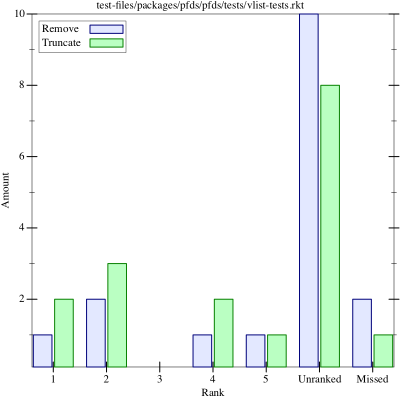 test-files/packages/pfds/pfds/tests/vlist-tests.rkt
Remove
Truncate
10
8
6
4
2
Amount
1 2 3 4 5 Unranked Missed
Rank